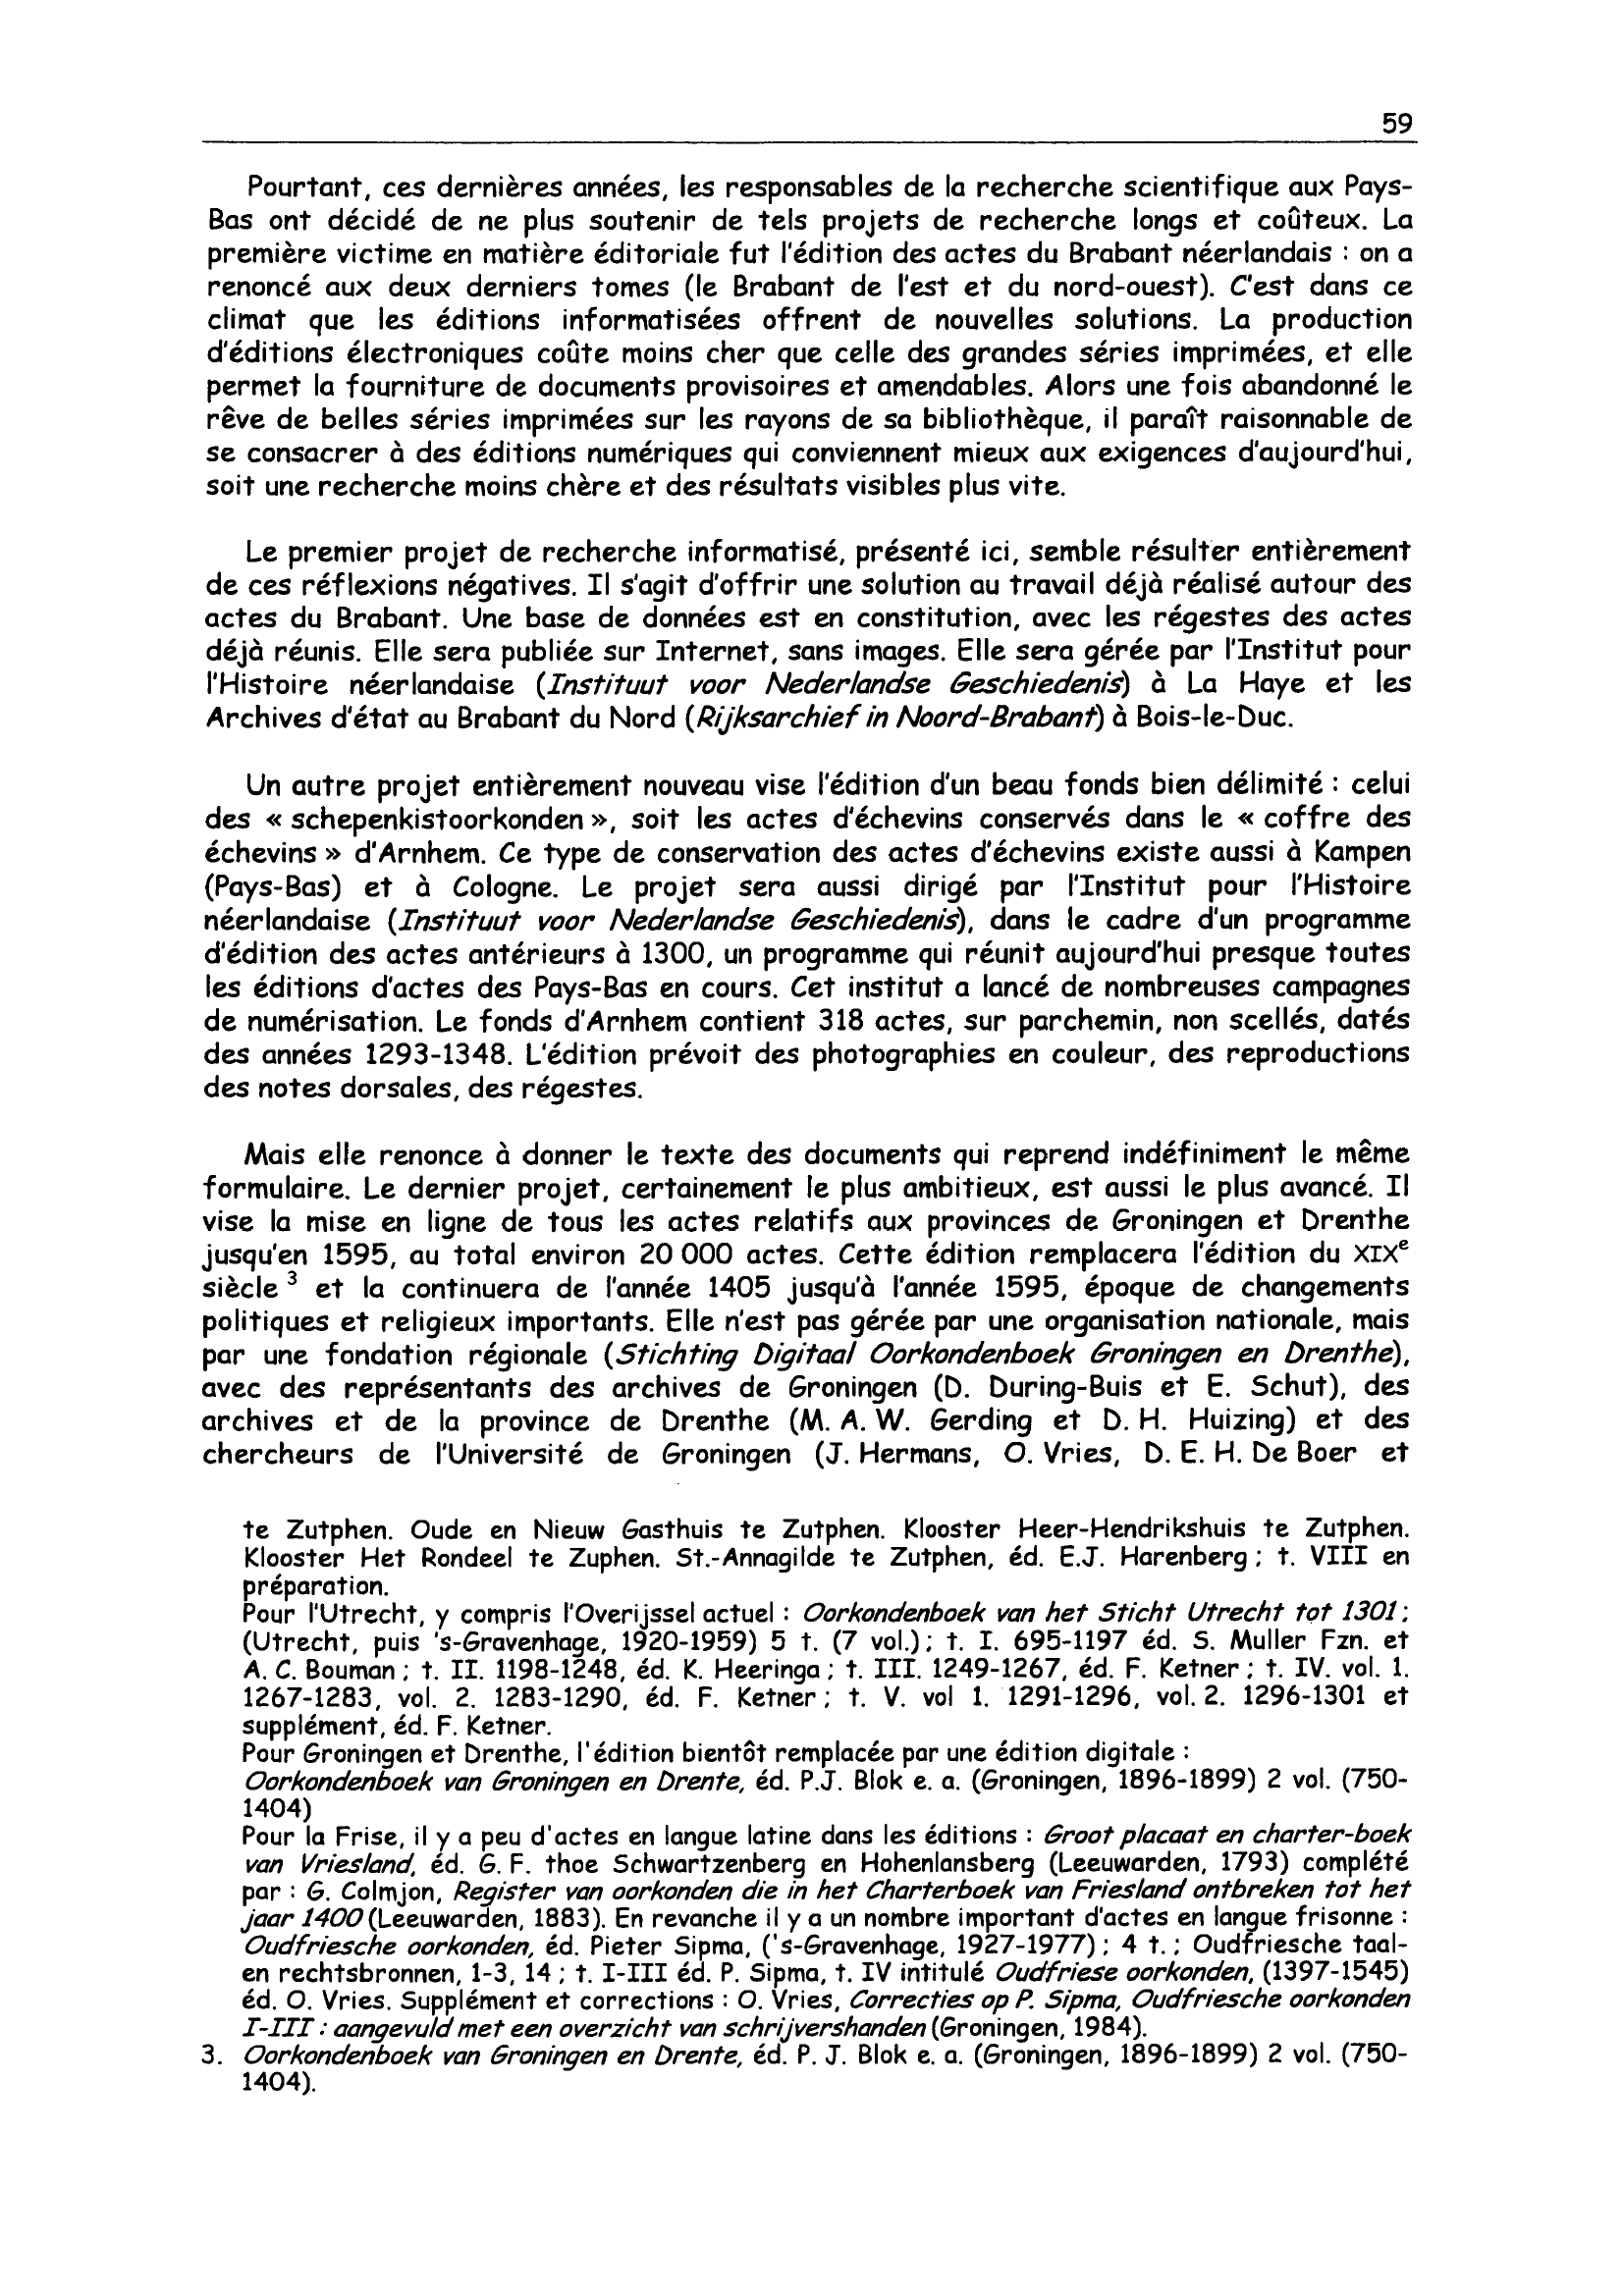 59
Pourtant, ces dernières années, les responsables de la recherche scientifique aux Pays-
Bas ont décidé de ne plus soutenir de tels projets de recherche longs et coûteux. La
première victime en matière éditoriale fut l'édition des actes du Brabant néerlandais : on a
renoncé aux deux derniers tomes (le Brabant de l'est et du nord-ouest). C'est dans ce
climat que les éditions informatisées offrent de nouvelles solutions. La production
d'éditions électroniques coûte moins cher que celle des grandes séries imprimées, et elle
permet la fourniture de documents provisoires et amendables. Alors une fois abandonné le
rêve de belles séries imprimées sur les rayons de sa bibliothèque, il paraît raisonnable de
se consacrer à des éditions numériques qui conviennent mieux aux exigences d'aujourd'hui,
soit une recherche moins chère et des résultats visibles plus vite.
Le premier projet de recherche informatisé, présenté ici, semble résulter entièrement
de ces réflexions négatives. Il s'agit d'offrir une solution au travail déjà réalisé autour des
actes du Brabant. Une base de données est en constitution, avec les régestes des actes
déjà réunis. Elle sera publiée sur Internet, sans images. Elle sera gérée par l'Institut pour
l'Histoire néerlandaise (Instituut voor Nederlandse Geschiedenis) à La Haye et les
Archives d'état au Brabant du Nord (Rijksarchief in Noord-Brabant) à Bois-le-Duc.
Un autre projet entièrement nouveau vise l'édition d'un beau fonds bien délimité : celui
des « schepenkistoorkonden », soit les actes d'échevins conservés dans le « coffre des
échevins » d'Arnhem. Ce type de conservation des actes d'échevins existe aussi à Kampen
(Pays-Bas) et à Cologne. Le projet sera aussi dirigé par l'Institut pour l'Histoire
néerlandaise (Instituut voor Nederlandse Geschiedenis), dans le cadre d'un programme
d'édition des actes antérieurs à 1300, un programme qui réunit aujourd'hui presque toutes
les éditions d'actes des Pays-Bas en cours. Cet institut a lancé de nombreuses campagnes
de numérisation. Le fonds d'Arnhem contient 318 actes, sur parchemin, non scellés, datés
des années 1293-1348. L'édition prévoit des photographies en couleur, des reproductions
des notes dorsales, des régestes.
Mais elle renonce à donner le texte des documents qui reprend indéfiniment le même
formulaire. Le dernier projet, certainement le plus ambitieux, est aussi le plus avancé. Il
vise la mise en ligne de tous les actes relatifs aux provinces de Groningen et Drenthe
jusqu'en 1595, au total environ 20 000 actes. Cette édition remplacera l'édition du XIXe
siècle 3 et la continuera de l'année 1405 jusqu'à l'année 1595, époque de changements
politiques et religieux importants. Elle n'est pas gérée par une organisation nationale, mais
par une fondation régionale (Stichting Digitaal Oorkondenboek Groningen en Drenthe),
avec des représentants des archives de Groningen (D. During-Buis et E. Schut), des
archives et de la province de Drenthe (M. A. W. Gerding et D. H. Huizing) et des
chercheurs de l'Université de Groningen (J. Hermans, O. Vries, D. E. H. De Boer et
te Zutphen. Oude en Nieuw Gasthuis te Zutphen. Klooster Heer-Hendrikshuis te Zutphen.
Klooster Het Rondeel te Zuphen. St.-Annagilde te Zutphen, éd. E.J. Harenberg ; t. VIII en
préparation.
Pour l'Utrecht, y compris l'Overijssel actuel : Oorkondenboek van het Sticht Utrecht tot 1301 ;
(Utrecht, puis 's-Gravenhage, 1920-1959) 5 t. (7 vol.) ; t. I. 695-1197 éd. S. Muller Fzn. et
A. C. Bouman ; t. II. 1198-1248, éd. K. Heeringa ; t. III. 1249-1267, éd. F. Ketner ; t. IV. vol. 1.
1267-1283, vol. 2. 1283-1290, éd. F. Ketner ; t. V. vol 1. 1291-1296, vol. 2. 1296-1301 et
supplément, éd. F. Ketner.
Pour Groningen et Drenthe, l'édition bientôt remplacée par une édition digitale :
Oorkondenboek van Groningen en Drente, éd. P.J. Blok e. a. (Groningen, 1896-1899) 2 vol. (750-
1404)
Pour la Frise, il y a peu d'actes en langue latine dans les éditions : Groot placaat en charter-boek
van Vriesland, éd. G. F. thoe Schwartzenberg en Hohenlansberg (Leeuwarden, 1793) complété
par : G. Colmjon, Register van oorkonden die in het Charterboek van Friesland ontbreken tot het
jaar 1400 (Leeuwarden, 1883). En revanche il y a un nombre important d'actes en langue frisonne :
Oudfriesche oorkonden, éd. Pieter Sipma, ('s-Gravenhage, 1927-1977) ; 4 t. ; Oudfriesche taal-
en rechtsbronnen, 1-3, 14 ; t. I-III éd. P. Sipma, t. IV intitulé Oudfriese oorkonden, (1397-1545)
éd. O. Vries. Supplément et corrections : O. Vries, Correcties op P. Sipma, Oudfriesche oorkonden
I-III : aangevuld met een overzicht van schrijvershanden (Groningen, 1984).
3. Oorkondenboek van Groningen en Drente, éd. P. J. Blok e. a. (Groningen, 1896-1899) 2 vol. (750-
1404).